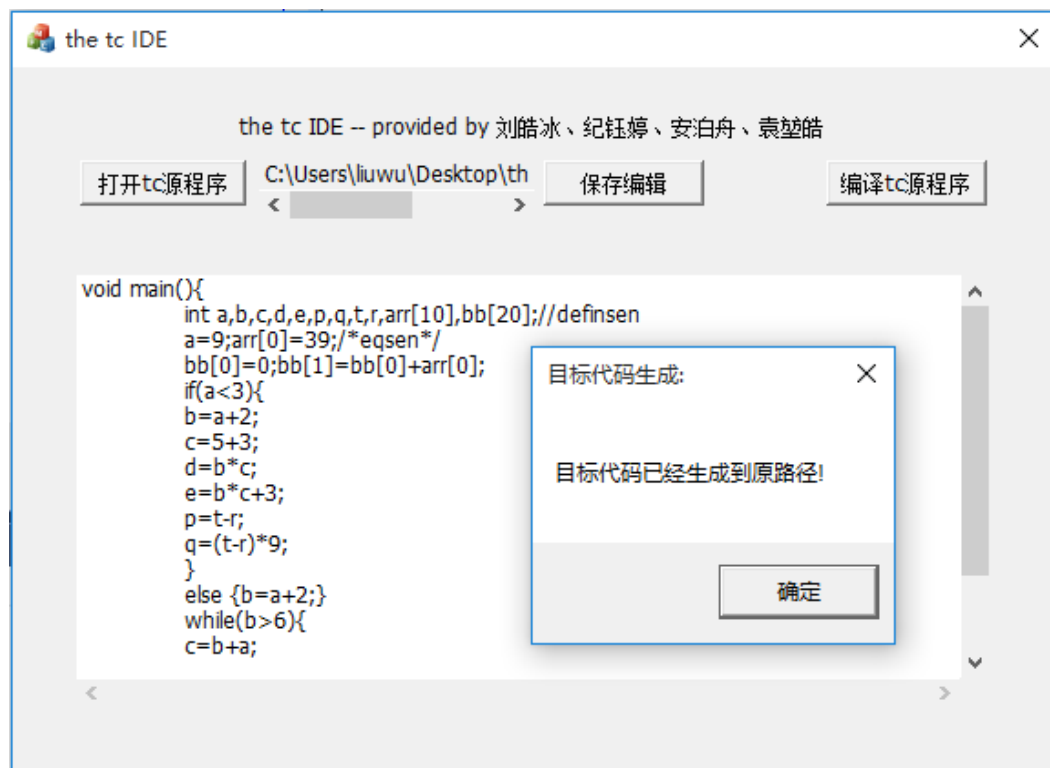 the tc IDE
the tc IDE -- provided by 刘皓冰、纪钰婷、安泊舟、袁堃皓
打开tc原程序
C:\Users\liuwu\Desktop\th
保存编辑
编译tc原程序
void main(){
int a,b,c,d,e,p,q,t,r,arr[10],bb[20];//definsen
a=9;arr[0]=39;/*eqsen*/
bb[0]=0;bb[1]=bb[0]+arr[0];
if(a<3){
b=a+2;
c=5+3;
d=b*c;
e=b*c+3;
p=t-r;
q=(t-r)*9;
}
else {b=a+2;}
while(b>6){
c=b+a;
目标代码生成:
目标代码已经生成到原路径!
确定